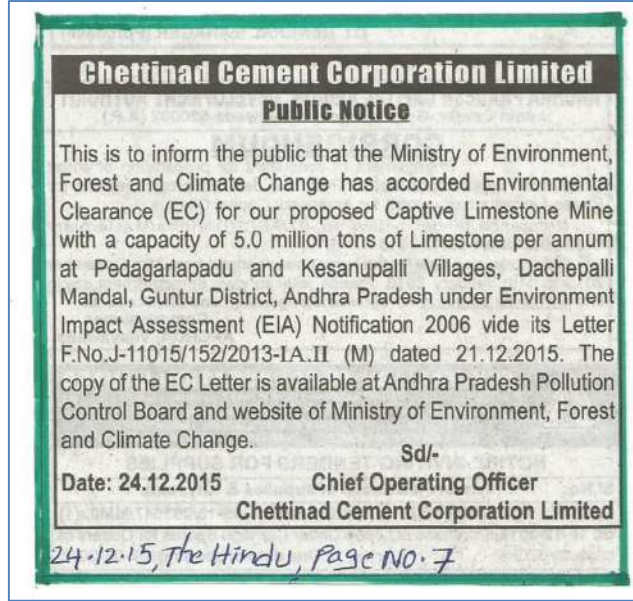 Chettinad Cement Corporation Limited
Public Notice
This is to inform the public that the Ministry of Environment,
Forest and Climate Change has accorded Environmental
Clearance (EC) for our proposed Captive Limestone Mine
with a capacity of 5.0 million tons of Limestone per annum
at Pedagarlapadu and Kesanupalli Villages, Dachepalli
Mandal, Guntur District, Andhra Pradesh under Environment
Impact Assessment (EIA) Notification 2006 vide its Letter
F.No.J-11015/152/2013-IA.II (M) dated 21.12.2015. The
copy of the EC Letter is available at Andhra Pradesh Pollution
Control Board and website of Ministry of Environment, Forest
and Climate Change.
Sd/-
Date: 24.12.2015 Chief Operating Officer
Chettinad Cement Corporation Limited
24.12.15, The Hindu, Page No. 7